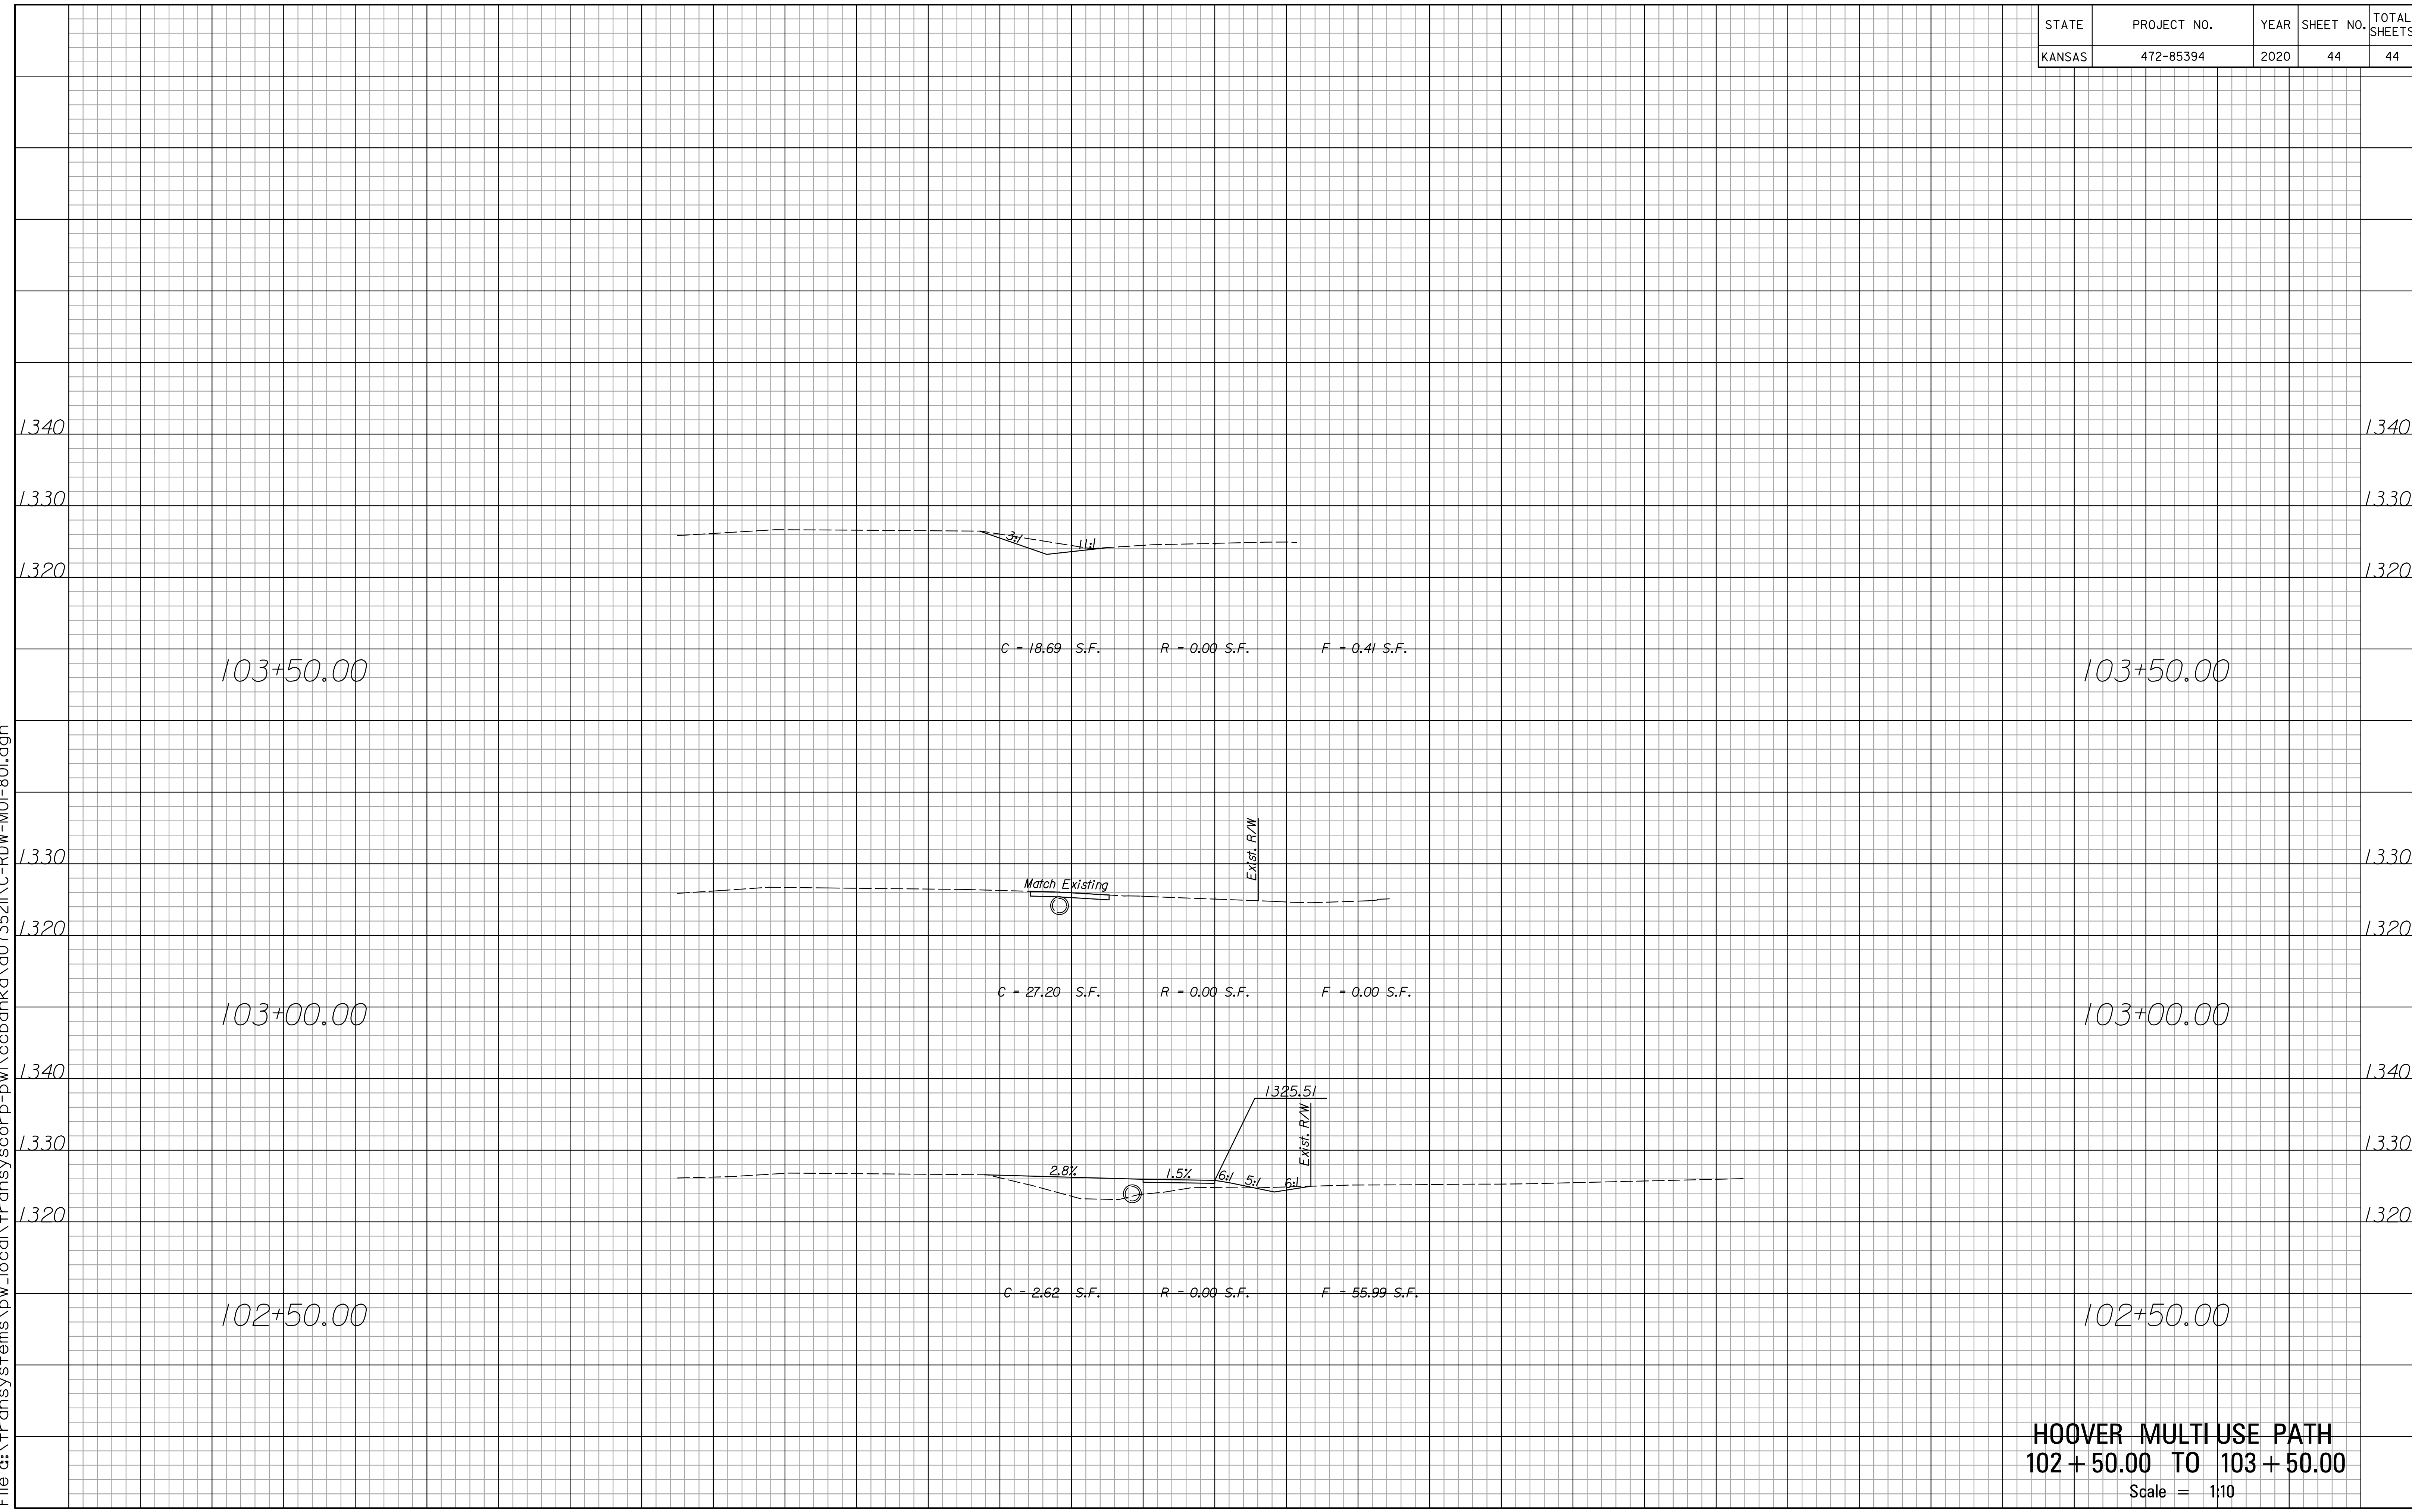 STATE PROJECT NO. YEAR SHEET NO. TOTAL SHEETS
KANSAS 472-85394 2020 44 44
1340 1340
1330 1330
3:1 11:1
1320 1320
C = 18.69 S.F. R = 0.00 S.F. F = 0.41 S.F.
103+50.00 103+50.00
Exist. R/W
1330 1330
Match Existing
1320 1320
C = 27.20 S.F. R = 0.00 S.F. F = 0.00 S.F.
103+00.00 103+00.00
1340 1340
1325.51
Exist. R/W
1330 1330
2.8% 1.5% 6:1 5:1 6:1
1320 1320
C = 2.62 S.F. R = 0.00 S.F. F = 55.99 S.F.
102+50.00 102+50.00
HOOVER MULTI USE PATH
102+50.00 TO 103+50.00
Scale = 1:10